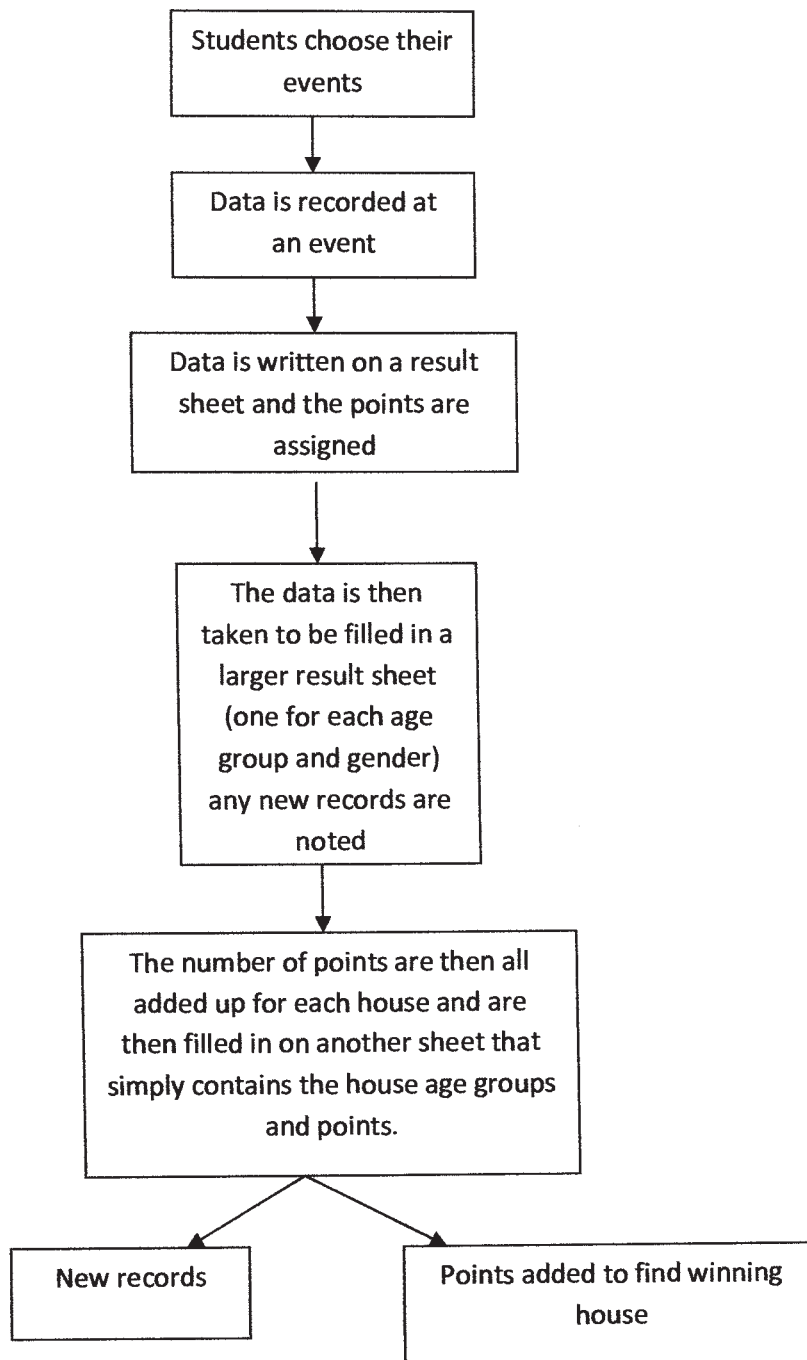 Students choose their
events
Data is recorded at
an event
Data is written on a result
sheet and the points are
assigned
The data is then
taken to be filled in a
larger result sheet
(one for each age
group and gender)
any new records are
noted
The number of points are then all
added up for each house and are
then filled in on another sheet that
simply contains the house age groups
and points.
New records
Points added to find winning
house